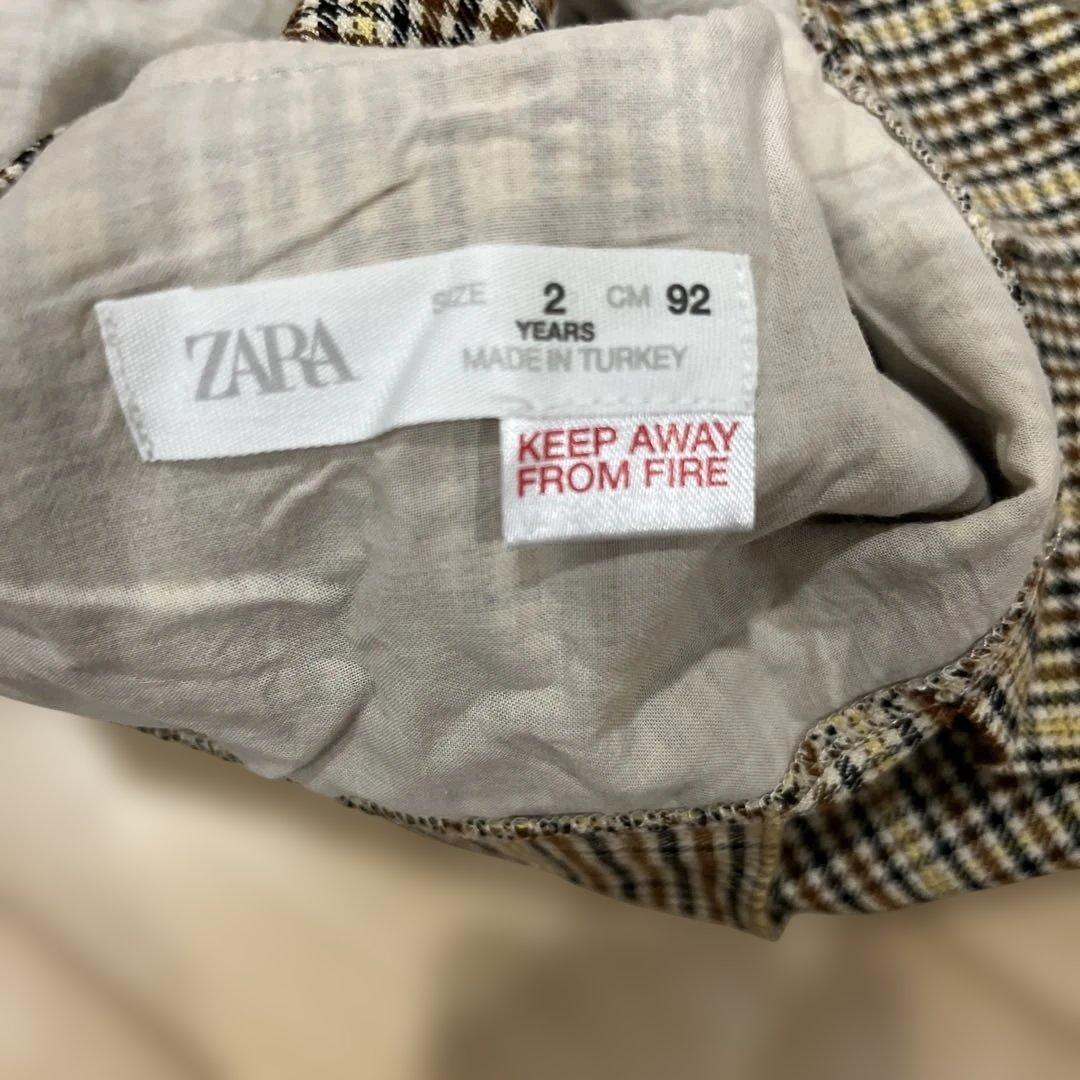 ZARA
SIZE 2 CM 92
YEARS
MADE IN TURKEY
KEEP AWAY
FROM FIRE